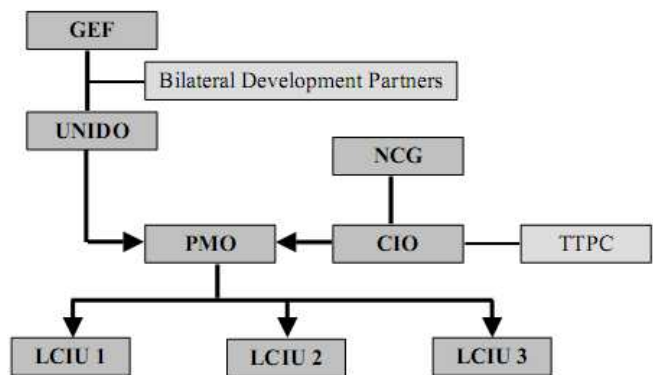 GEF
Bilateral Development Partners
UNIDO
NCG
PMO
CIO
TTPC
LCIU 1
LCIU 2
LCIU 3